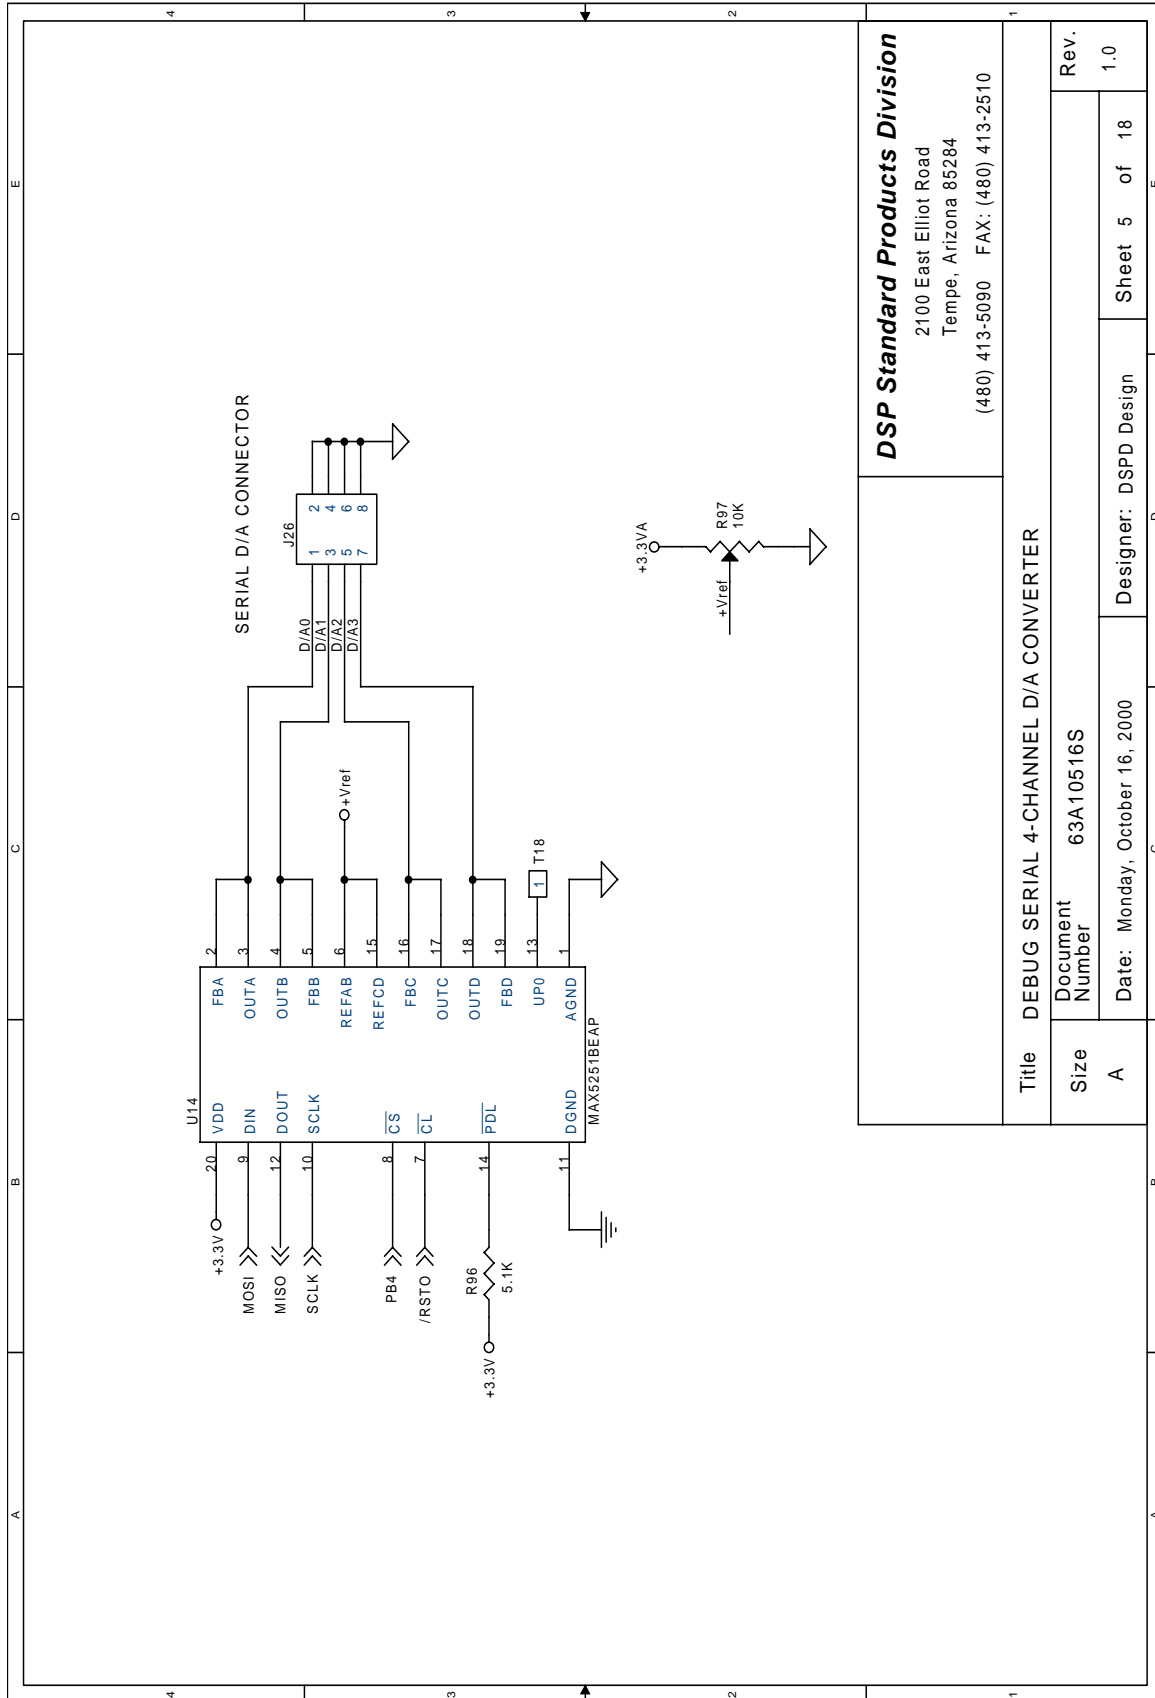 A
B
C
D
E
4
3
2
1
SERIAL D/A CONNECTOR
J26
1 2
3 4
5 6
7 8
D/A0
D/A1
D/A2
D/A3
U14
+3.3V
20 VDD
MOSI 9 DIN
MISO 12 DOUT
SCLK 10 SCLK
PB4 8 CS
/RSTO 7 CL
+3.3V R96 5.1K 14 PDL
11 DGND
FBA 2
OUTA 3
OUTB 4
FBB 5
REFAB 6
REFCD 15
FBC 16
OUTC 17
OUTD 18
FBD 19
UP0 13
AGND 1
MAX5251BEAP
+Vref
1 T18
+3.3VA
+Vref
R97
10K
DSP Standard Products Division
2100 East Elliot Road
Tempe, Arizona 85284
(480) 413-5090 FAX: (480) 413-2510
Title DEBUG SERIAL 4-CHANNEL D/A CONVERTER
Size
A
Document
Number
63A10516S
Rev.
1.0
Date: Monday, October 16, 2000
Designer: DSPD Design
Sheet 5 of 18
4
3
2
1
A
B
C
D
E